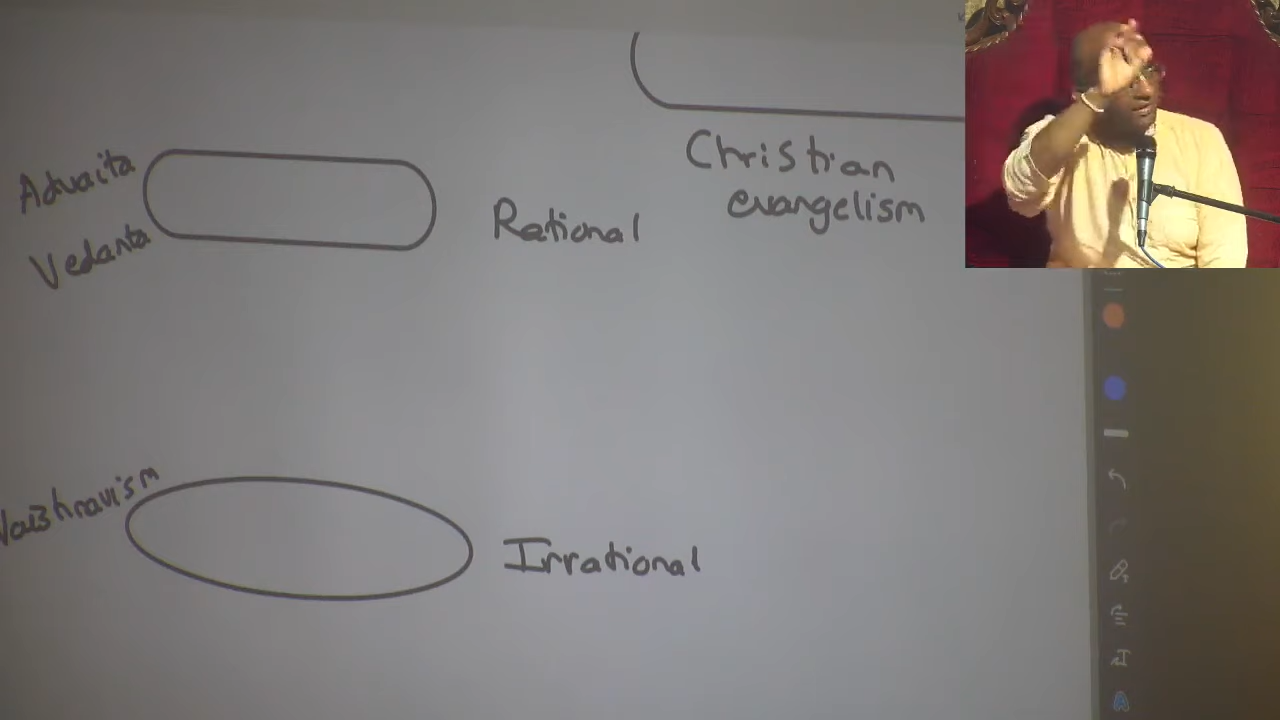 Christian
evangelism
Advaita
Vedanta
Rational
Vaishnavism
Irrational